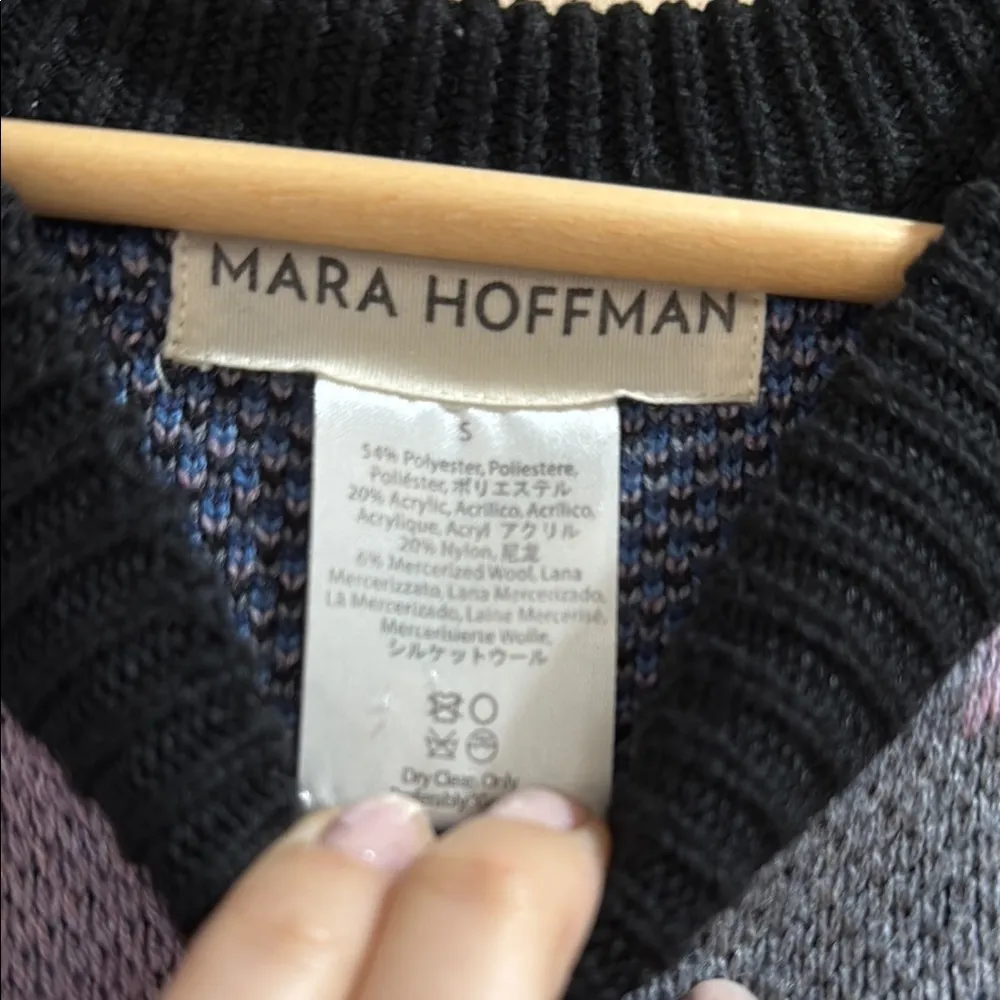 MARA HOFFMAN
S
54% Polyester, Poliestere,
Poliéster, ポリエステル
20% Acrylic, Acrilico, Acrílico,
Acrylique, Acryl アクリル
20% Nylon, 尼龙
6% Mercerized Wool, Lana
Mercerizzato, Lana Mercerizado,
Lã Mercerizado, Laine Mercerisé,
Mercerisierte Wolle,
シルケットウール
Dry Clean Only